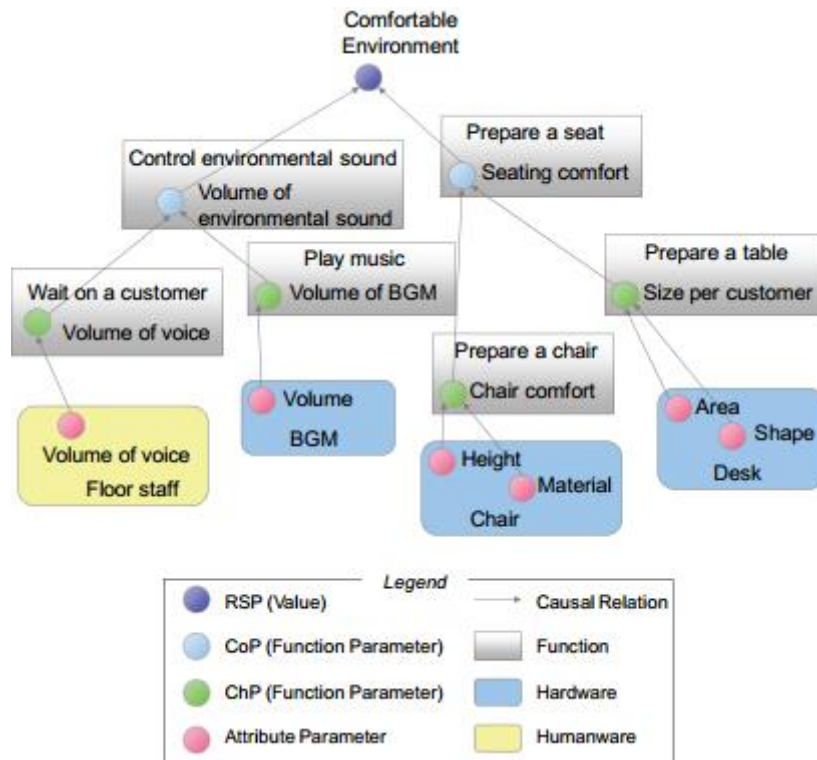 Comfortable
Environment
Prepare a seat
Control environmental sound
Seating comfort
Volume of
environmental sound
Play music
Prepare a table
Wait on a customer
Volume of BGM
Size per customer
Volume of voice
Prepare a chair
Chair comfort
Volume
Area
BGM
Shape
Volume of voice
Height
Desk
Floor staff
Material
Chair
Legend
RSP (Value)
Causal Relation
CoP (Function Parameter)
Function
ChP (Function Parameter)
Hardware
Attribute Parameter
Humanware